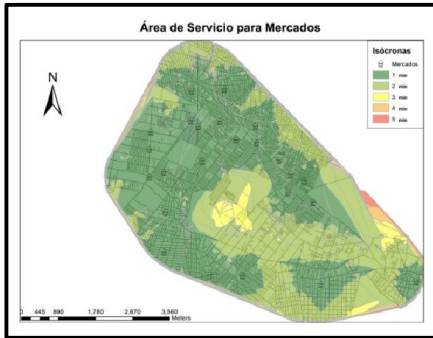 Área de Servicio para Mercados
Isócronas
Mercados
1 min
2 min
3 min
4 min
5 min
N
0 445 890 1,780 2,670 3,560
Meters